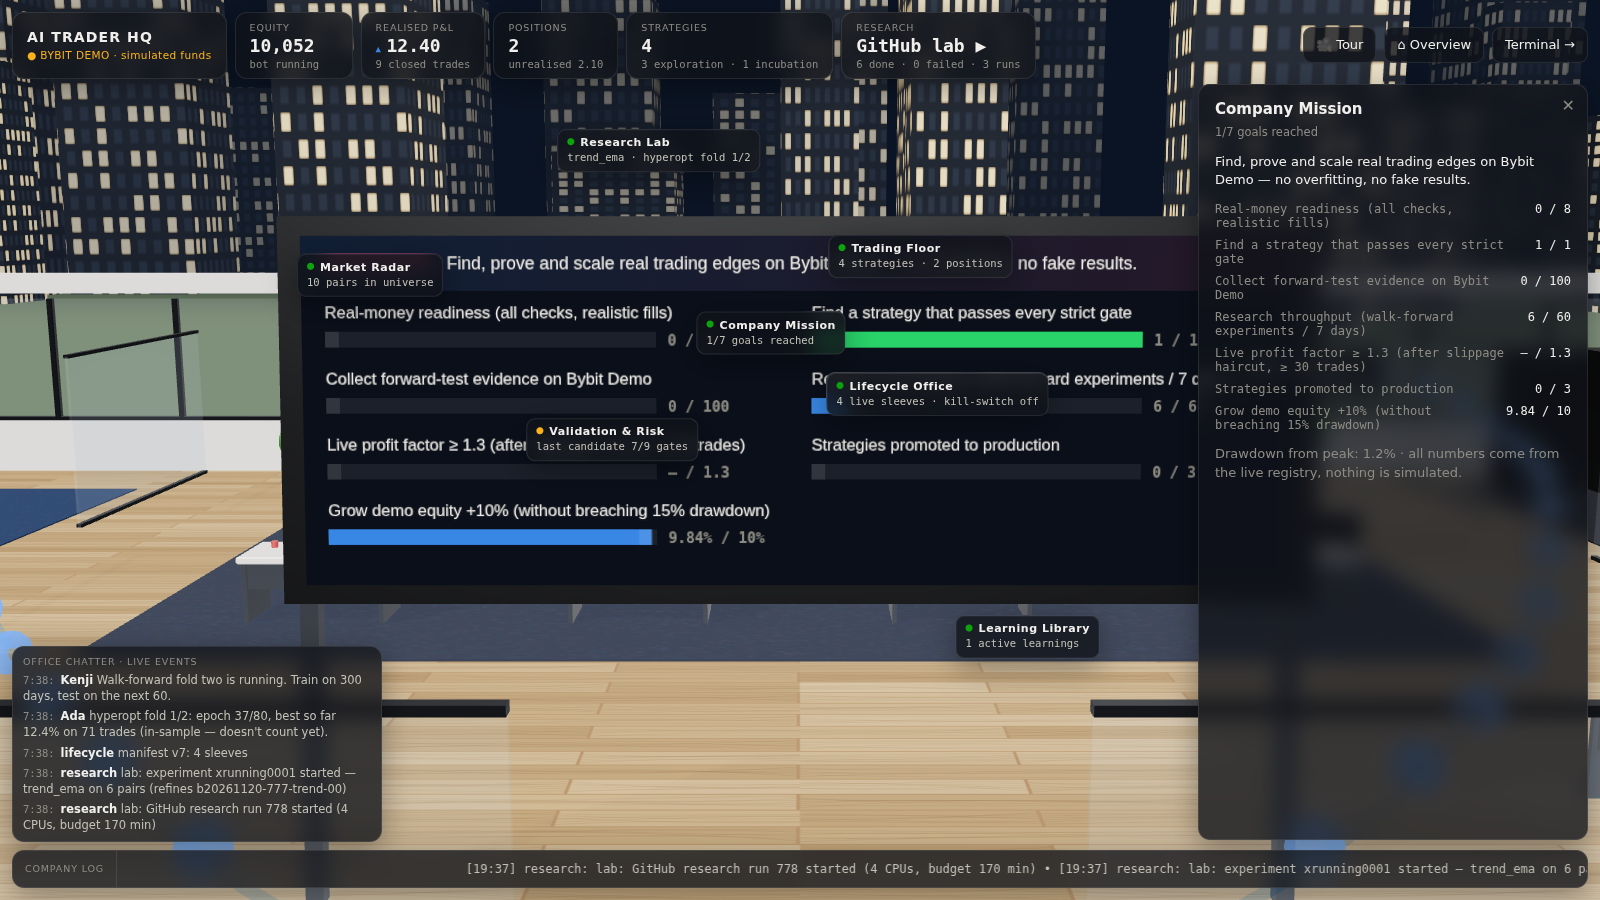 AI TRADER HQ
● BYBIT DEMO · simulated funds
EQUITY
10,052
bot running
REALISED P&L
▲ 12.40
9 closed trades
POSITIONS
2
unrealised 2.10
STRATEGIES
4
3 exploration · 1 incubation
RESEARCH
GitHub lab ▶
6 done · 0 failed · 3 runs
Tour
⌂ Overview
Terminal →
Research Lab
trend_ema · hyperopt fold 1/2
Market Radar
10 pairs in universe
Trading Floor
4 strategies · 2 positions
Company Mission
1/7 goals reached
Lifecycle Office
4 live sleeves · kill-switch off
Validation & Risk
last candidate 7/9 gates
Learning Library
1 active learnings
Find, prove and scale real trading edges on Bybit
no fake results.
Real-money readiness (all checks, realistic fills)
0 /
Find a strategy that passes every strict gate
1 / 1
Collect forward-test evidence on Bybit Demo
0 / 100
ard experiments / 7 d
6 / 6
Live profit factor ≥ 1.3 (after
rades)
— / 1.3
Strategies promoted to production
0 / 3
Grow demo equity +10% (without breaching 15% drawdown)
9.84% / 10%
Company Mission
✕
1/7 goals reached
Find, prove and scale real trading edges on Bybit
Demo — no overfitting, no fake results.
Real-money readiness (all checks, 0 / 8
realistic fills)
Find a strategy that passes every strict 1 / 1
gate
Collect forward-test evidence on Bybit 0 / 100
Demo
Research throughput (walk-forward 6 / 60
experiments / 7 days)
Live profit factor ≥ 1.3 (after slippage — / 1.3
haircut, ≥ 30 trades)
Strategies promoted to production 0 / 3
Grow demo equity +10% (without 9.84 / 10
breaching 15% drawdown)
Drawdown from peak: 1.2% · all numbers come from
the live registry, nothing is simulated.
OFFICE CHATTER · LIVE EVENTS
7:38: Kenji Walk-forward fold two is running. Train on 300
days, test on the next 60.
7:38: Ada hyperopt fold 1/2: epoch 37/80, best so far
12.4% on 71 trades (in-sample — doesn't count yet).
7:38: lifecycle manifest v7: 4 sleeves
7:38: research lab: experiment xrunning0001 started —
trend_ema on 6 pairs (refines b20261120-777-trend-00)
7:38: research lab: GitHub research run 778 started (4
CPUs, budget 170 min)
COMPANY LOG
[19:37] research: lab: GitHub research run 778 started (4 CPUs, budget 170 min) • [19:37] research: lab: experiment xrunning0001 started — trend_ema on 6 p